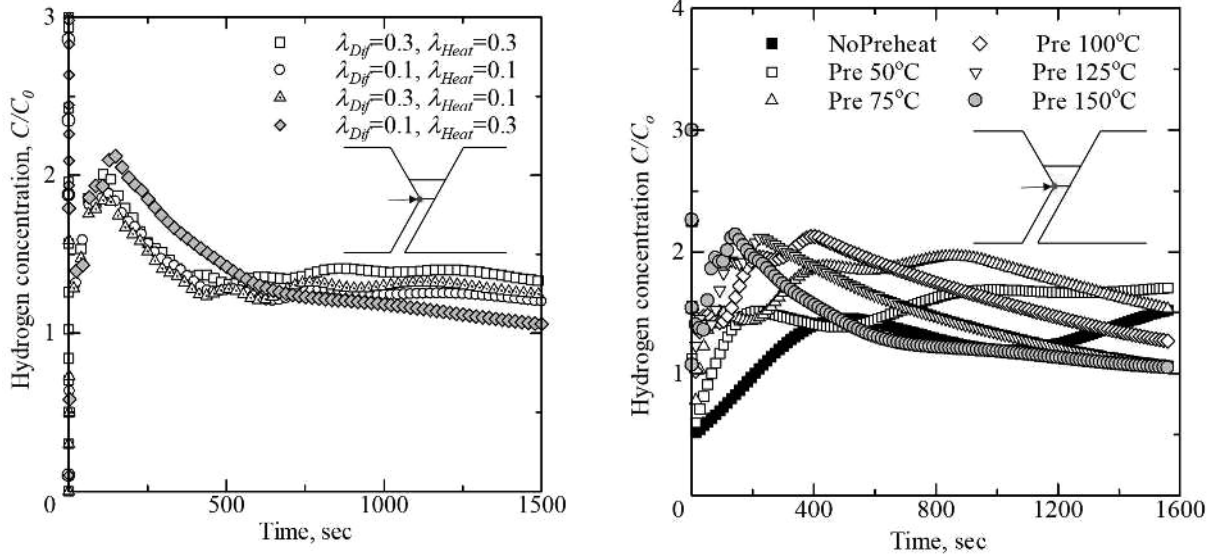 Hydrogen concentration, C/C0
3
2
1
0
λDif=0.3, λHeat=0.3
λDif=0.1, λHeat=0.1
λDif=0.3, λHeat=0.1
λDif=0.1, λHeat=0.3
500
1000
1500
Time, sec
Hydrogen concentration C/Co
4
3
2
1
0
NoPreheat
Pre 100°C
Pre 50°C
Pre 125°C
Pre 75°C
Pre 150°C
400
800
1200
1600
Time, sec